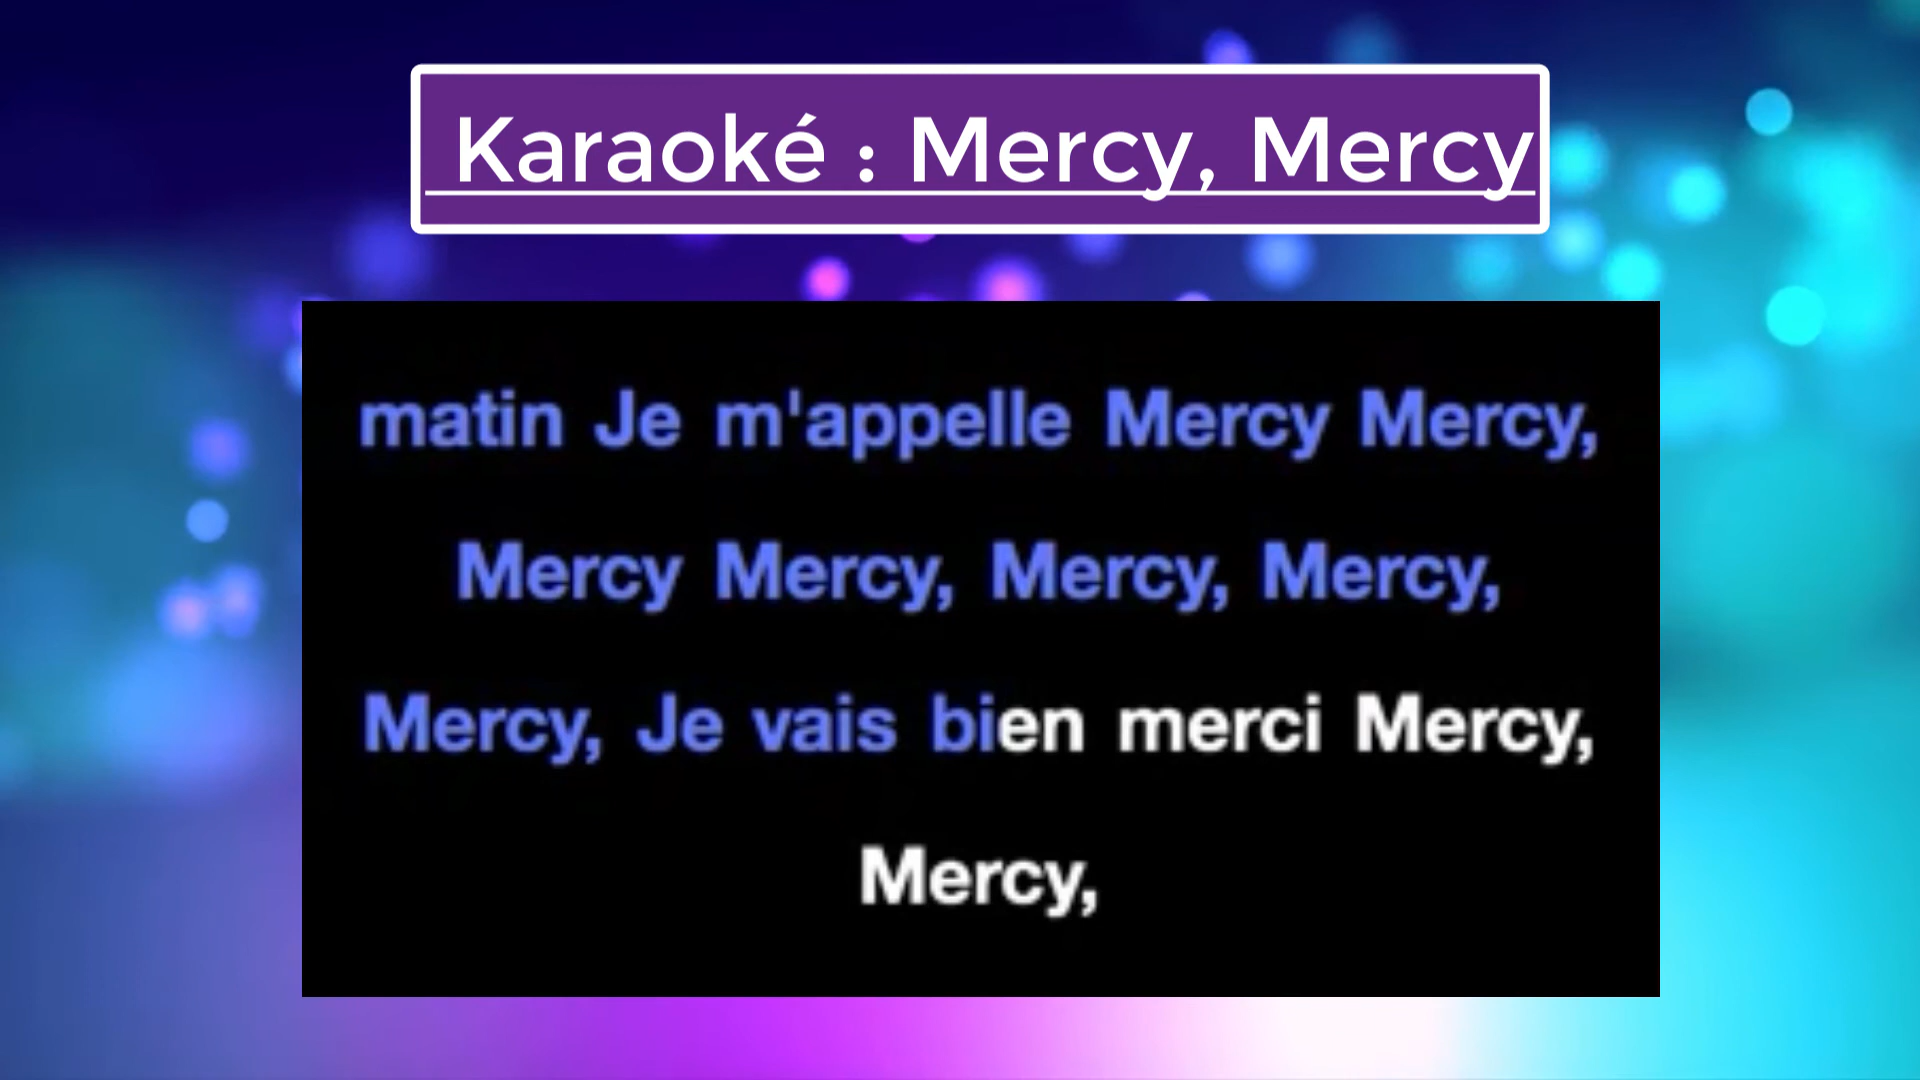 Karaoké : Mercy, Mercy
matin Je m'appelle Mercy Mercy,
Mercy Mercy, Mercy, Mercy,
Mercy, Je vais bien merci Mercy,
Mercy,